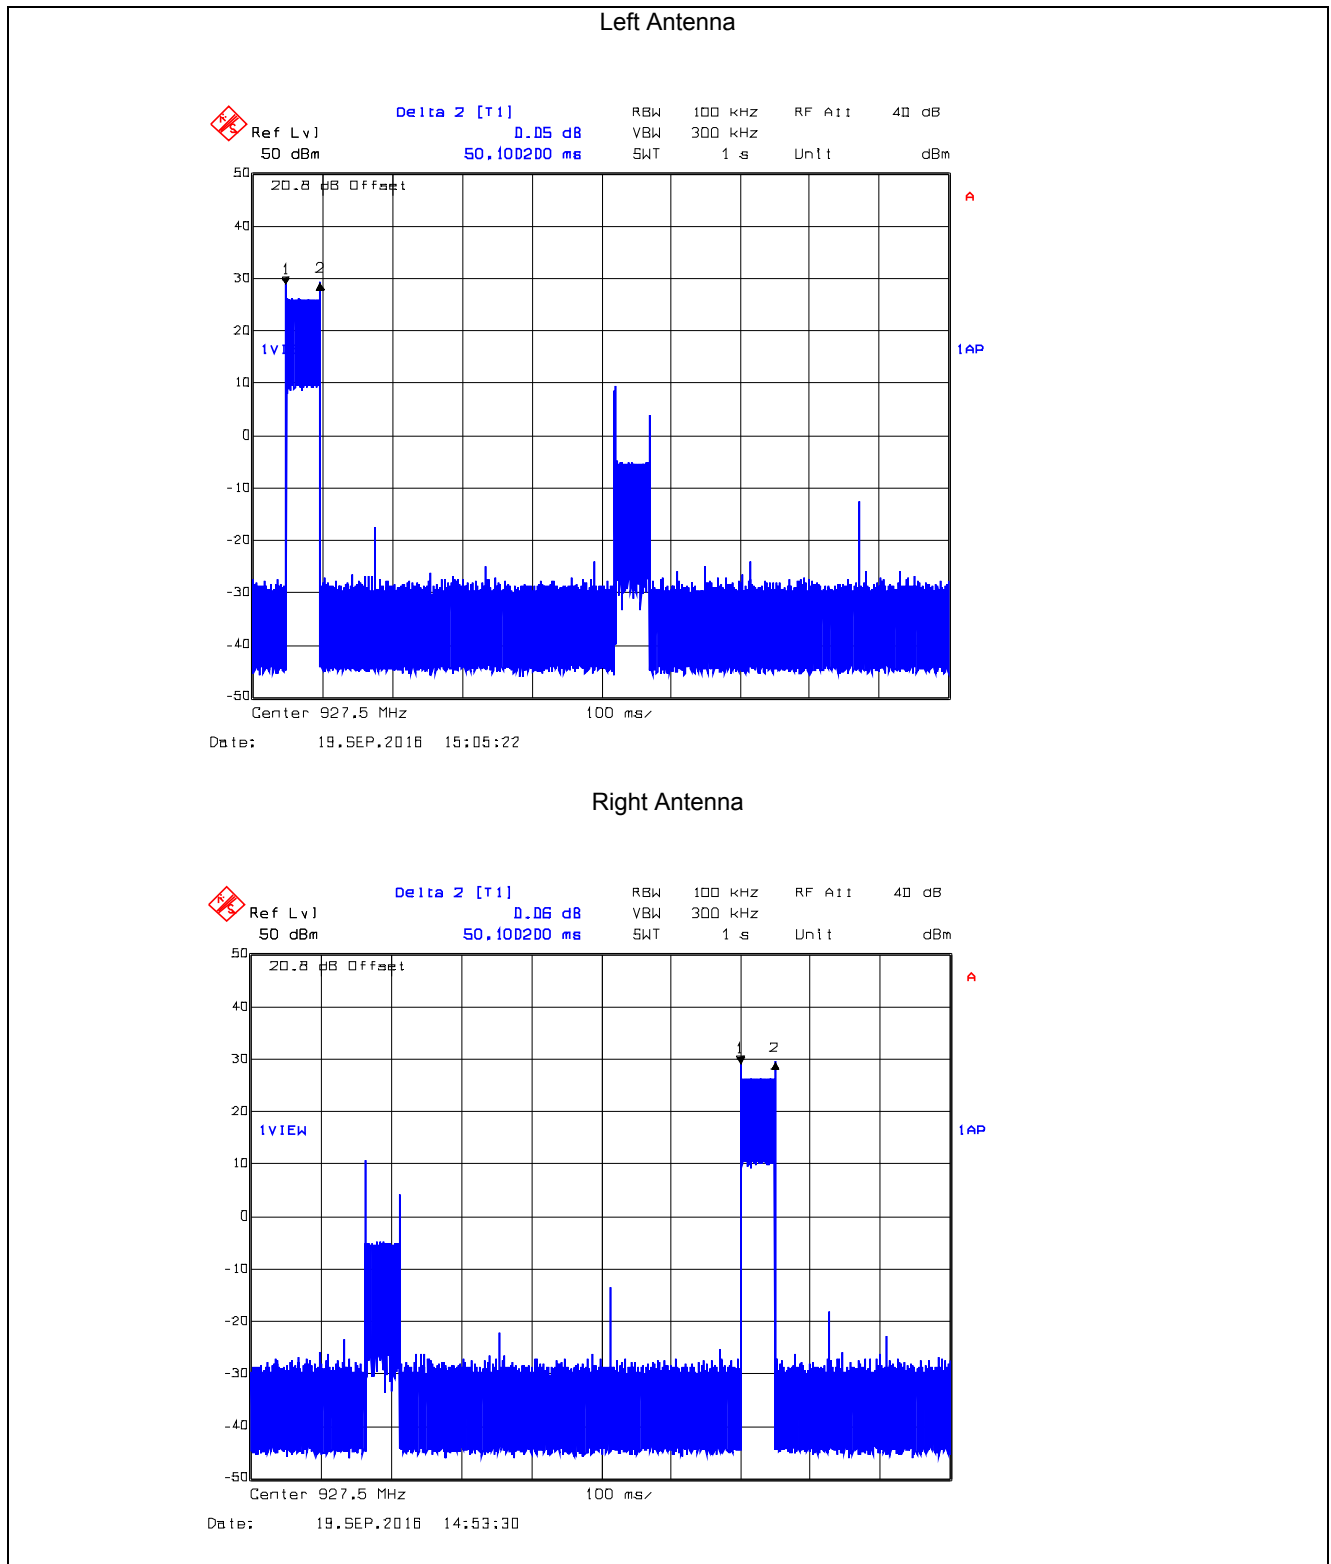 Left Antenna
Delta 2 [T1] RBW 100 kHz RF Att 40 dB
Ref Lvl 0.05 dB VBW 300 kHz
50 dBm 50.100200 ms SWT 1 s Unit dBm
50
20.8 dB Offset
A
40
1 2
30
20
1VI 1AP
10
0
-10
-20
-30
-40
-50
Center 927.5 MHz 100 ms/
Date: 19.SEP.2016 15:05:22
Right Antenna
Delta 2 [T1] RBW 100 kHz RF Att 40 dB
Ref Lvl 0.06 dB VBW 300 kHz
50 dBm 50.100200 ms SWT 1 s Unit dBm
50
20.8 dB Offset
A
40
1 2
30
20
1VIEW 1AP
10
0
-10
-20
-30
-40
-50
Center 927.5 MHz 100 ms/
Date: 19.SEP.2016 14:53:30